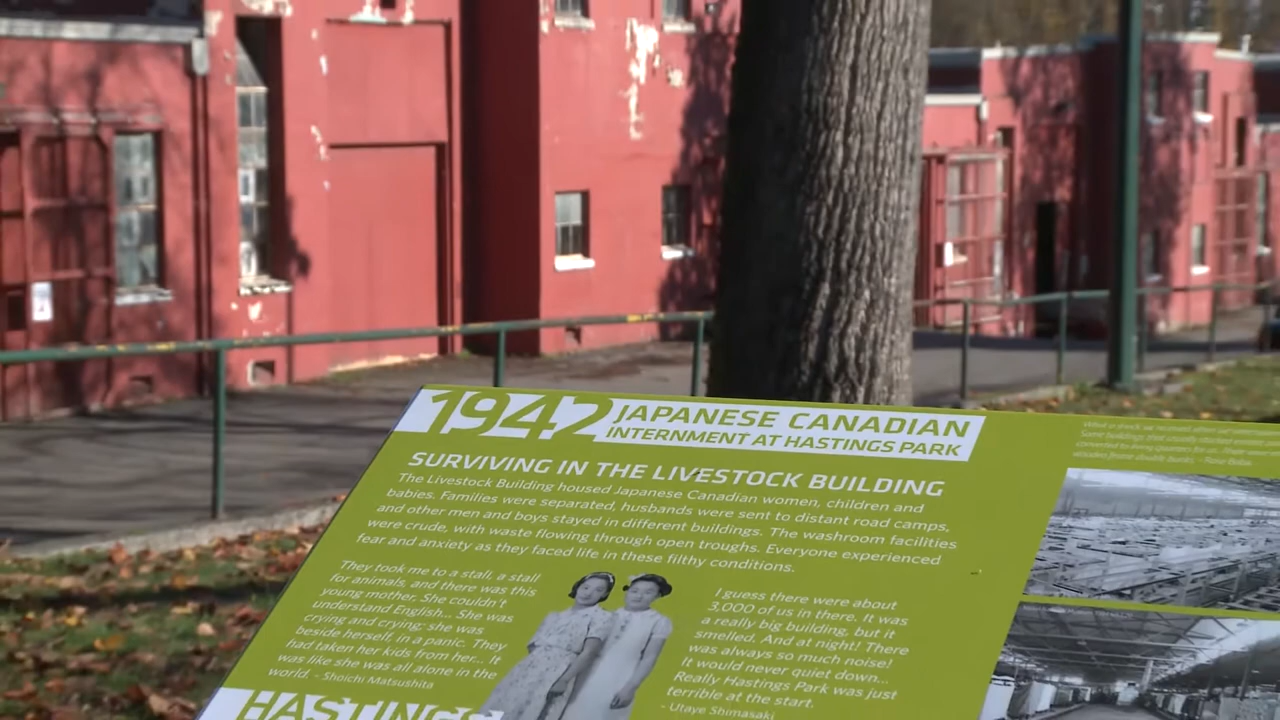 1942 JAPANESE CANADIAN
INTERNMENT AT HASTINGS PARK
SURVIVING IN THE LIVESTOCK BUILDING
The Livestock Building housed Japanese Canadian women, children and
babies. Families were separated, husbands were sent to distant road camps,
and other men and boys stayed in different buildings. The washroom facilities
were crude, with waste flowing through open troughs. Everyone experienced
fear and anxiety as they faced life in these filthy conditions.
They took me to a stall, a stall
for animals, and there was this
young mother. She couldn't
understand English... She was
crying and crying; she was
beside herself, in a panic. They
had taken her kids from her... It
was like she was all alone in the
world. - Shoichi Matsushita
I guess there were about
3,000 of us in there. It was
a really big building, but it
smelled. And at night! There
was always so much noise!
It would never quiet down...
Really Hastings Park was just
terrible at the start.
- Utaye Shimasaki
HASTINGS